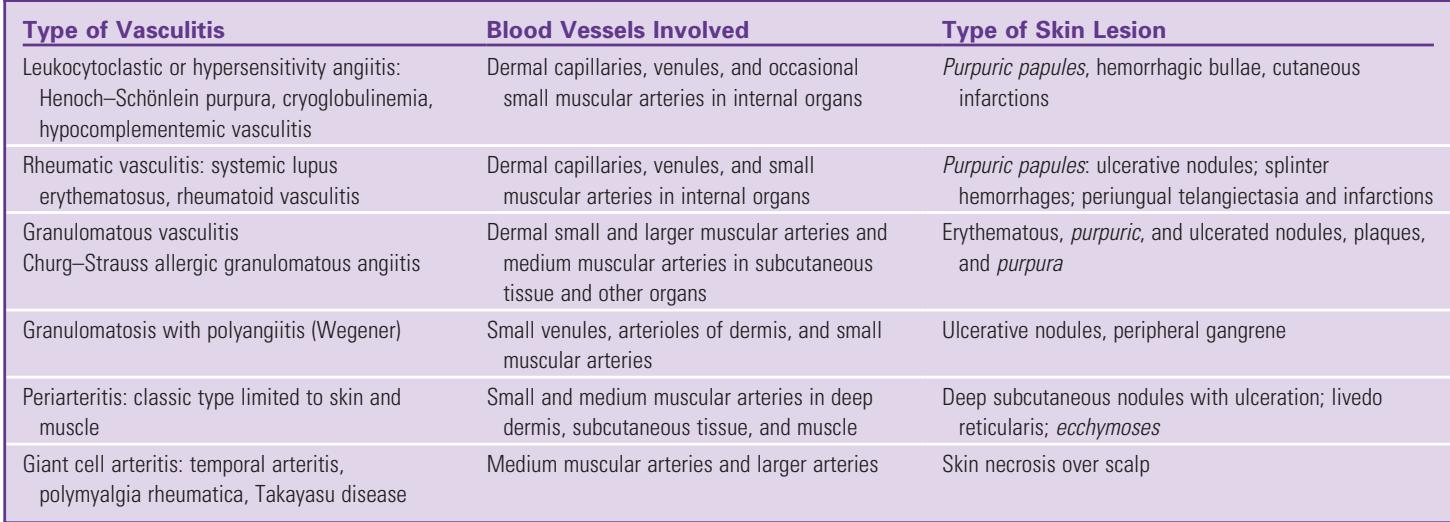 Type of Vasculitis Blood Vessels Involved Type of Skin Lesion
Leukocytoclastic or hypersensitivity angiitis:
Henoch–Schönlein purpura, cryoglobulinemia,
hypocomplementemic vasculitis
Dermal capillaries, venules, and occasional
small muscular arteries in internal organs
Purpuric papules, hemorrhagic bullae, cutaneous
infarctions
Rheumatic vasculitis: systemic lupus
erythematosus, rheumatoid vasculitis
Dermal capillaries, venules, and small
muscular arteries in internal organs
Purpuric papules: ulcerative nodules; splinter
hemorrhages; periungual telangiectasia and infarctions
Granulomatous vasculitis
Churg–Strauss allergic granulomatous angiitis
Dermal small and larger muscular arteries and
medium muscular arteries in subcutaneous
tissue and other organs
Erythematous, purpuric, and ulcerated nodules, plaques,
and purpura
Granulomatosis with polyangiitis (Wegener)
Small venules, arterioles of dermis, and small
muscular arteries
Ulcerative nodules, peripheral gangrene
Periarteritis: classic type limited to skin and
muscle
Small and medium muscular arteries in deep
dermis, subcutaneous tissue, and muscle
Deep subcutaneous nodules with ulceration; livedo
reticularis; ecchymoses
Giant cell arteritis: temporal arteritis,
polymyalgia rheumatica, Takayasu disease
Medium muscular arteries and larger arteries
Skin necrosis over scalp